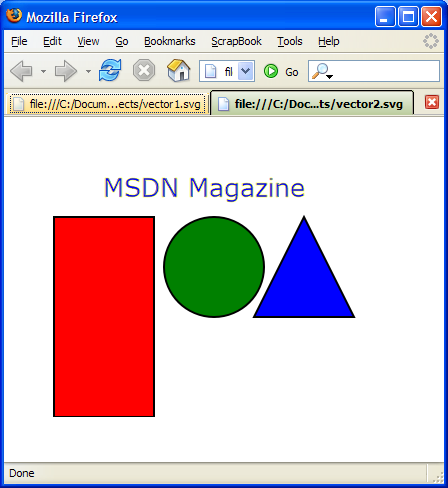 Mozilla Firefox
File Edit View Go Bookmarks ScrapBook Tools Help
fil Go
file:///C:/Docum...ects/vector1.svg file:///C:/Doc...ts/vector2.svg
MSDN Magazine
Done